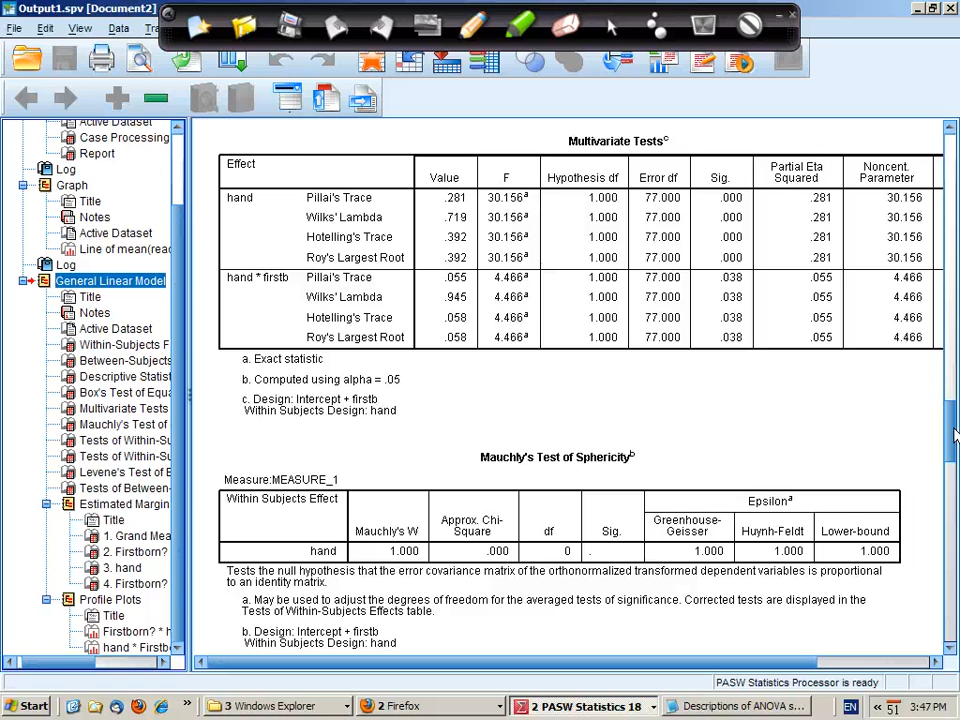 Output1.spv [Document2]
File Edit View Data
Active Dataset
Case Processing
Report
Log
Graph
Title
Notes
Active Dataset
Line of mean(reac
Log
General Linear Model
Title
Notes
Active Dataset
Within-Subjects F
Between-Subjects
Descriptive Statist
Box's Test of Equa
Multivariate Tests
Mauchly's Test of
Tests of Within-Su
Tests of Within-Su
Levene's Test of E
Tests of Between-
Estimated Margin
Title
1. Grand Mea
2. Firstborn?
3. hand
4. Firstborn?
Profile Plots
Title
Firstborn? * h
hand * Firstb
Multivariate Testsc
Effect Value F Hypothesis df Error df Sig. Partial Eta Squared Noncent. Parameter
hand Pillai's Trace .281 30.156a 1.000 77.000 .000 .281 30.156
Wilks' Lambda .719 30.156a 1.000 77.000 .000 .281 30.156
Hotelling's Trace .392 30.156a 1.000 77.000 .000 .281 30.156
Roy's Largest Root .392 30.156a 1.000 77.000 .000 .281 30.156
hand * firstb Pillai's Trace .055 4.466a 1.000 77.000 .038 .055 4.466
Wilks' Lambda .945 4.466a 1.000 77.000 .038 .055 4.466
Hotelling's Trace .058 4.466a 1.000 77.000 .038 .055 4.466
Roy's Largest Root .058 4.466a 1.000 77.000 .038 .055 4.466
a. Exact statistic
b. Computed using alpha = .05
c. Design: Intercept + firstb
Within Subjects Design: hand
Mauchly's Test of Sphericityb
Measure:MEASURE_1
Within Subjects Effect Mauchly's W Approx. Chi-Square df Sig. Epsilona
Greenhouse-Geisser Huynh-Feldt Lower-bound
hand 1.000 .000 0 . 1.000 1.000 1.000
Tests the null hypothesis that the error covariance matrix of the orthonormalized transformed dependent variables is proportional
to an identity matrix.
a. May be used to adjust the degrees of freedom for the averaged tests of significance. Corrected tests are displayed in the
Tests of Within-Subjects Effects table.
b. Design: Intercept + firstb
Within Subjects Design: hand
PASW Statistics Processor is ready
Start » 3 Windows Explorer 2 Firefox 2 PASW Statistics 18 Descriptions of ANOVA s... EN « 51 3:47 PM